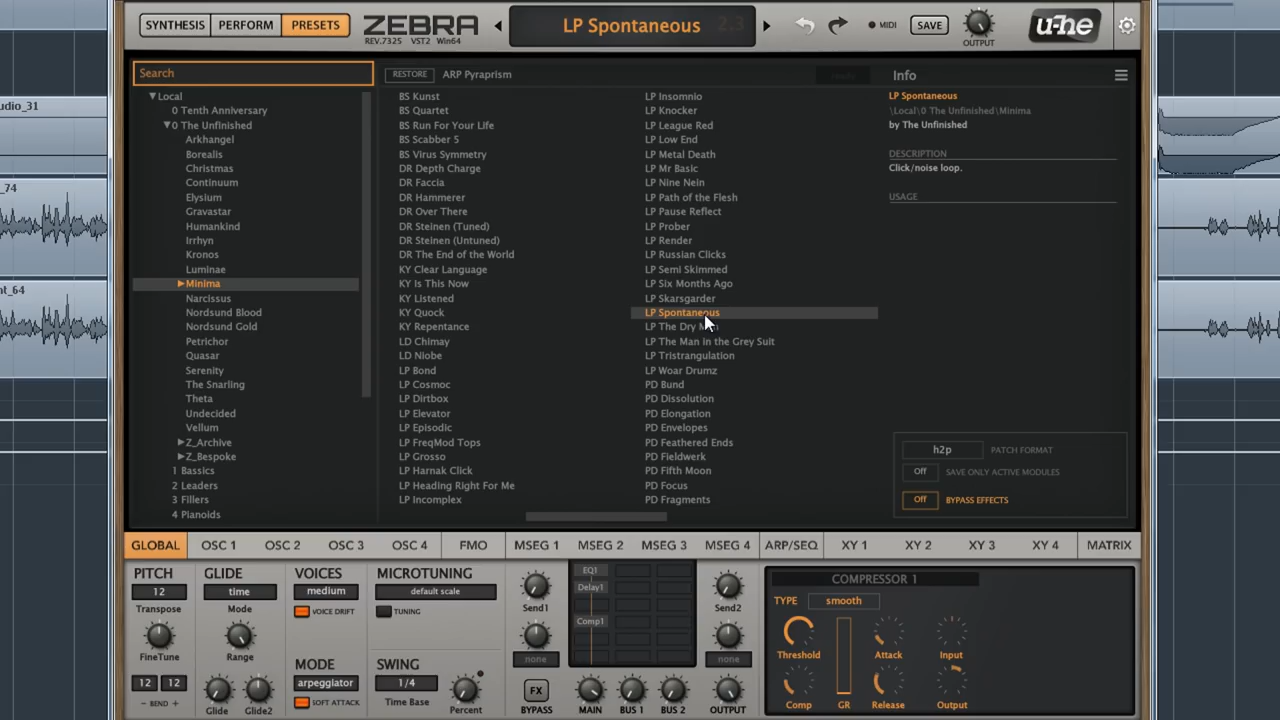 SYNTHESIS PERFORM PRESETS
ZEBRA
REV.7325 VST2 Win64
LP Spontaneous 2.3
MIDI
SAVE
OUTPUT
u-he
Search
Local
0 Tenth Anniversary
0 The Unfinished
Arkhangel
Borealis
Christmas
Continuum
Elysium
Gravastar
Humankind
Irrhyn
Kronos
Luminae
Minima
Narcissus
Nordsund Blood
Nordsund Gold
Petrichor
Quasar
Serenity
The Snarling
Theta
Undecided
Vellum
Z_Archive
Z_Bespoke
1 Bassics
2 Leaders
3 Fillers
4 Pianoids
RESTORE ARP Pyraprism
BS Kunst
BS Quartet
BS Run For Your Life
BS Scabber 5
BS Virus Symmetry
DR Depth Charge
DR Faccia
DR Hammerer
DR Over There
DR Steinen (Tuned)
DR Steinen (Untuned)
DR The End of the World
KY Clear Language
KY Is This Now
KY Listened
KY Quock
KY Repentance
LD Chimay
LD Niobe
LP Bond
LP Cosmoc
LP Dirtbox
LP Elevator
LP Episodic
LP FreqMod Tops
LP Grosso
LP Harnak Click
LP Heading Right For Me
LP Incomplex
LP Insomnio
LP Knocker
LP League Red
LP Low End
LP Metal Death
LP Mr Basic
LP Nine Nein
LP Path of the Flesh
LP Pause Reflect
LP Prober
LP Render
LP Russian Clicks
LP Semi Skimmed
LP Six Months Ago
LP Skarsgarder
LP Spontaneous
LP The Dry
LP The Man in the Grey Suit
LP Tristrangulation
LP Woar Drumz
PD Bund
PD Dissolution
PD Elongation
PD Envelopes
PD Feathered Ends
PD Fieldwerk
PD Fifth Moon
PD Focus
PD Fragments
Info
LP Spontaneous
\Local\0 The Unfinished\Minima
by The Unfinished
DESCRIPTION
Click/noise loop.
USAGE
h2p PATCH FORMAT
Off SAVE ONLY ACTIVE MODULES
Off BYPASS EFFECTS
udio_31
_74
nt_64
GLOBAL OSC 1 OSC 2 OSC 3 OSC 4 FMO MSEG 1 MSEG 2 MSEG 3 MSEG 4 ARP/SEQ XY 1 XY 2 XY 3 XY 4 MATRIX
PITCH
12
Transpose
FineTune
12 12
− BEND +
GLIDE
time
Mode
Range
Glide Glide2
VOICES
medium
VOICE DRIFT
MODE
arpeggiator
SOFT ATTACK
MICROTUNING
default scale
TUNING
SWING
1/4
Time Base
Percent
Send1
none
FX
BYPASS
EQ1
Delay1
Comp1
MAIN BUS 1 BUS 2
Send2
none
OUTPUT
COMPRESSOR 1
TYPE smooth
Threshold Attack Input
Comp GR Release Output